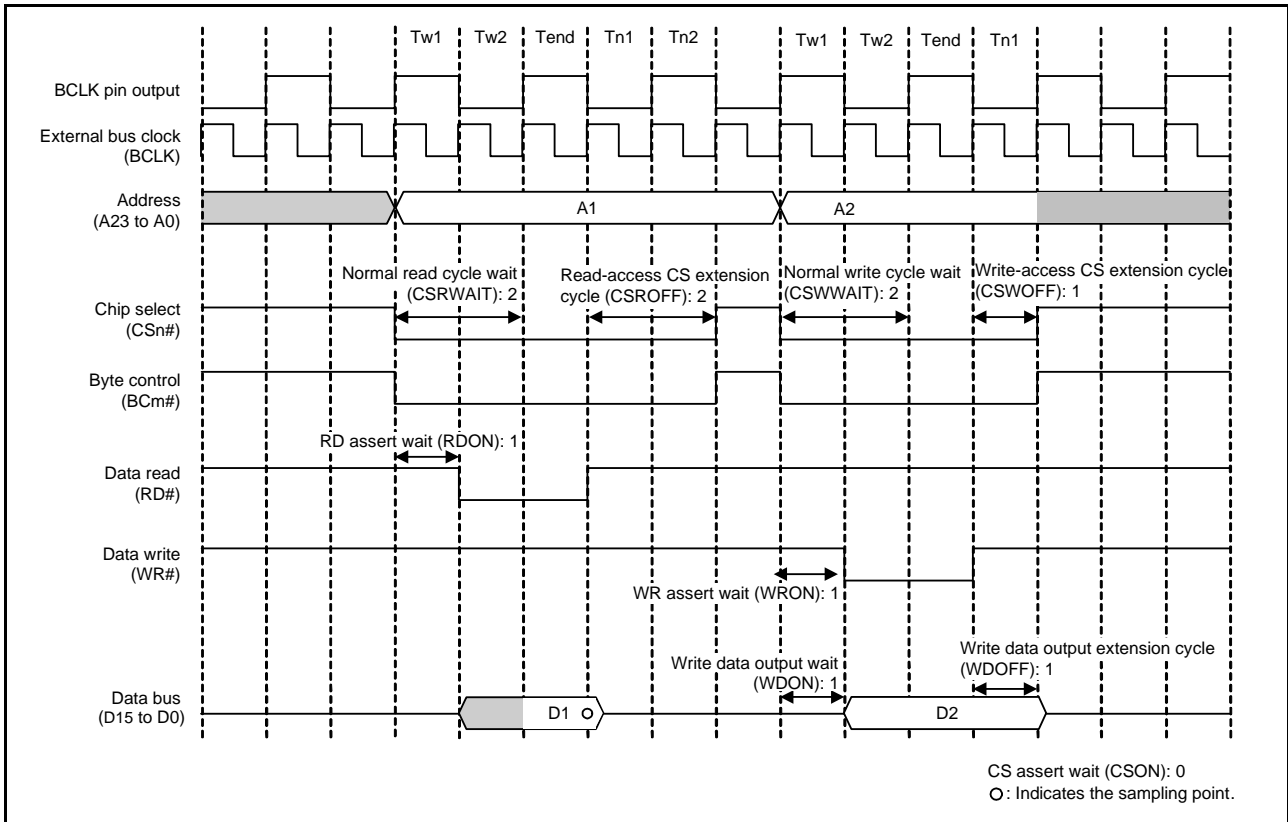 Tw1 Tw2 Tend Tn1 Tn2 Tw1 Tw2 Tend Tn1
BCLK pin output
External bus clock
(BCLK)
Address
(A23 to A0)
A1 A2
Normal read cycle wait
(CSRWAIT): 2
Read-access CS extension
cycle (CSROFF): 2
Normal write cycle wait
(CSWWAIT): 2
Write-access CS extension cycle
(CSWOFF): 1
Chip select
(CSn#)
Byte control
(BCm#)
RD assert wait (RDON): 1
Data read
(RD#)
Data write
(WR#)
WR assert wait (WRON): 1
Write data output wait
(WDON): 1
Write data output extension cycle
(WDOFF): 1
Data bus
(D15 to D0)
D1 D2
CS assert wait (CSON): 0
: Indicates the sampling point.